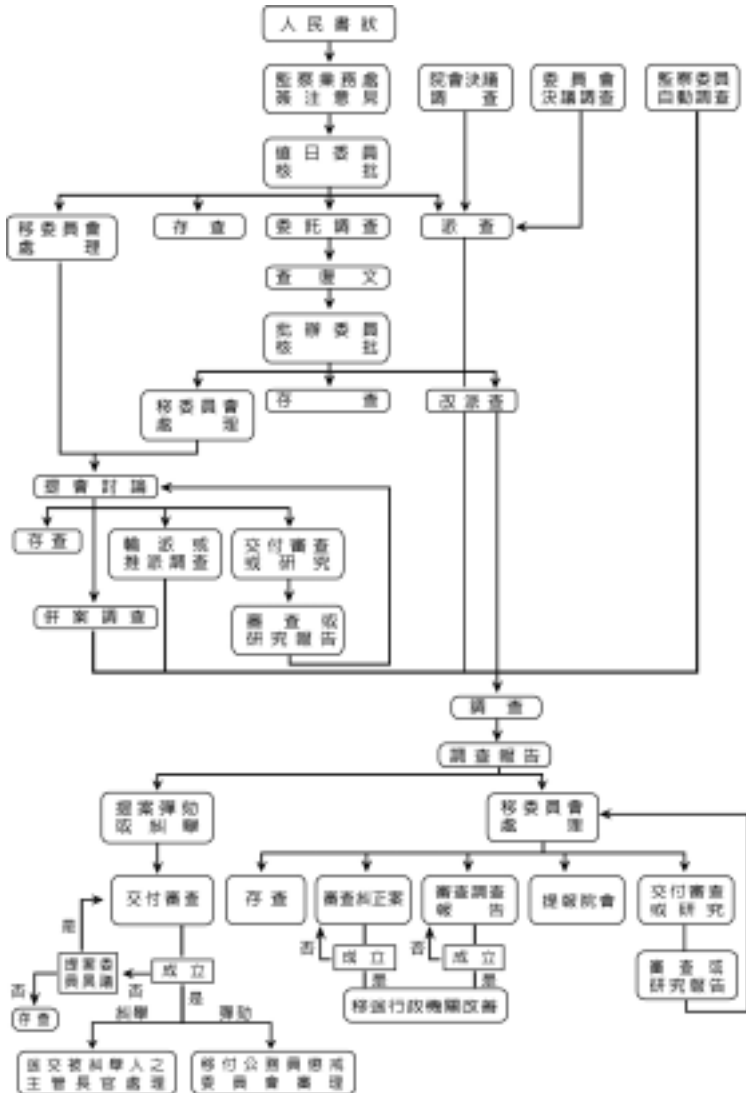 人民書狀
監察業務處
簽注意見
院會決議
調查
委員會
決議調查
監察委員
自動調查
值日委員
核批
移委員會
處理
存查
委託調查
派查
查復文
批辦委員
核批
移委員會
處理
存查
改派查
提會討論
存查
輪派或
推派調查
交付審查
或研究
併案調查
審查或
研究報告
調查
調查報告
提案彈劾
或糾舉
移委員會
處理
交付審查
存查
審查糾正案
審查調查
報告
提報院會
交付審查
或研究
是
否
成立
否
成立
提案委
員異議
成立
否
否
是
是
是
存查
移送行政機關改善
審查或
研究報告
糾舉
彈劾
送交被糾舉人之
主管長官處理
移付公務員懲戒
委員會審理